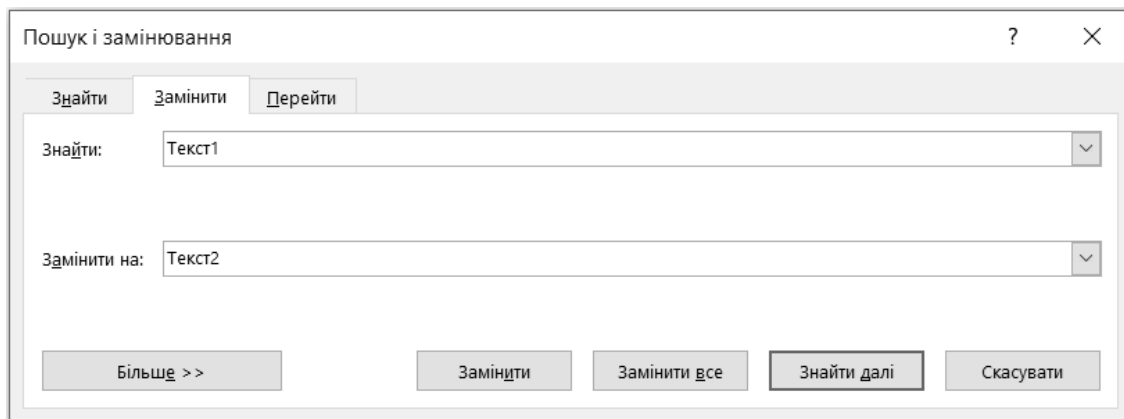 Пошук і замінювання ? ×
Знайти Замінити Перейти
Знайти: Текст1
Замінити на: Текст2
Більше >> Замінити Замінити все Знайти далі Скасувати